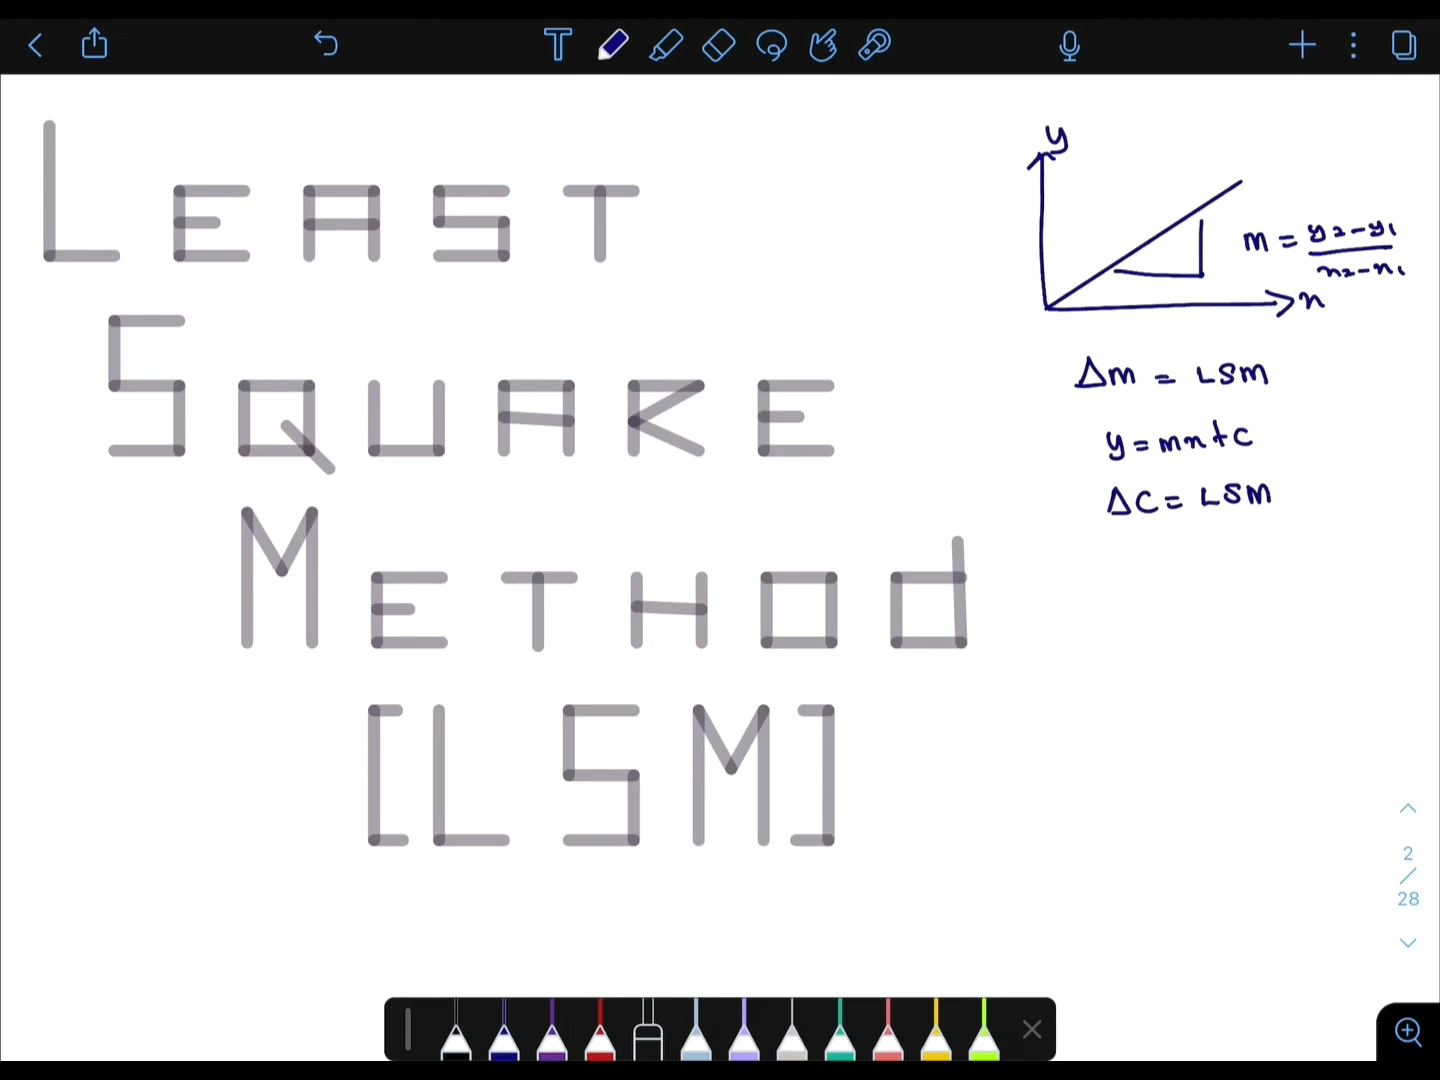 LEAST
SQUARE
METHOD
[LSM]
y
m = y2-y1
x2-x1
x
Δm = LSM
y = mx+c
ΔC = LSM
2
/
28